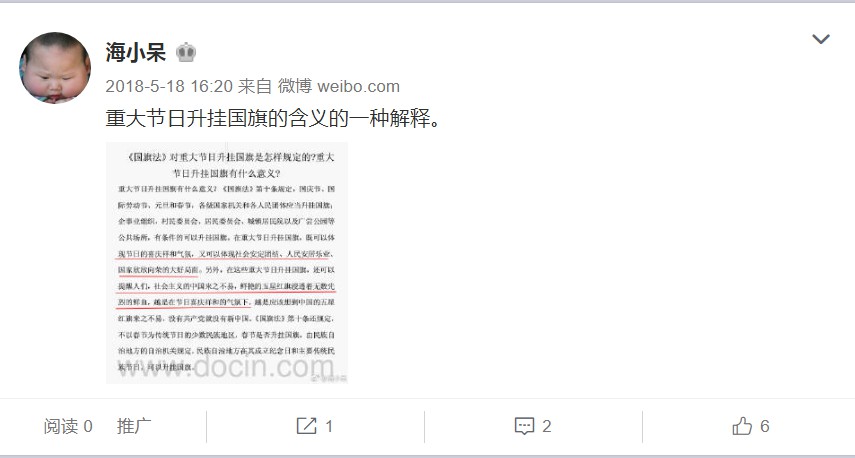 海小呆
2018-5-18 16:20 来自 微博 weibo.com
重大节日升挂国旗的含义的一种解释。
《国旗法》对重大节日升挂国旗是怎样规定的?重大
节日升挂国旗有什么意义?
重大节日升挂国旗有什么意义?《国旗法》第十条规定,国庆节、国
际劳动节、元旦和春节,各级国家机关和各人民团体应当升挂国旗;
企事业组织,村民委员会、居民委员会、城镇居民院以及广尝公园等
公共场所,有条件的可以升挂国旗。在重大节日升挂国旗,既可以体
现节日的喜庆祥和气氛,又可以体现社会安定团结、人民安居乐业、
国家欣欣向荣的大好局面。另外,在这些重大节日升挂国旗,还可以
提醒人们,社会主义的中国来之不易,鲜艳的五星红旗浸透着无数先
烈的鲜血,越是在节日喜庆祥和的气氛下,越是应该想到中国的五星
红旗来之不易,没有共产党就没有新中国。《国旗法》第十条还规定,
不以春节为传统节日的少数民族地区,春节是否升挂国旗,由民族自
治地方的自治机关规定。民族自治地方在其成立纪念日和主要传统民
族节日,可以升挂国旗。
www.docin.com
阅读 0 推广 1 2 6